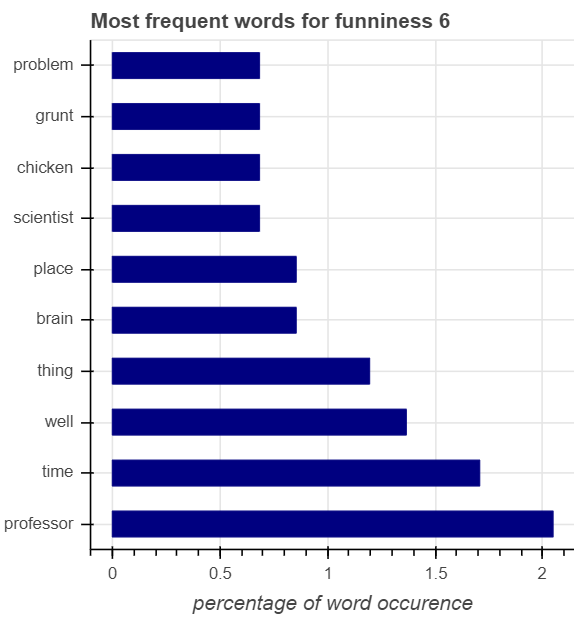 Most frequent words for funniness 6
problem
grunt
chicken
scientist
place
brain
thing
well
time
professor
0 0.5 1 1.5 2
percentage of word occurence